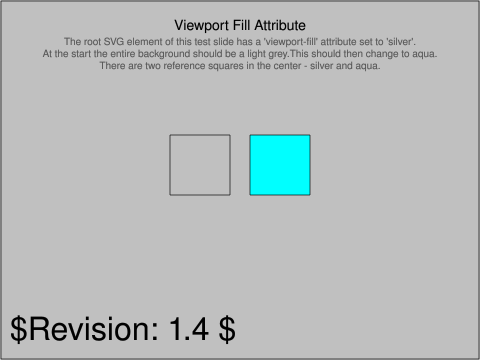 Viewport Fill Attribute
The root SVG element of this test slide has a 'viewport-fill' attribute set to 'silver'.
At the start the entire background should be a light grey.This should then change to aqua.
There are two reference squares in the center - silver and aqua.
$Revision: 1.4 $